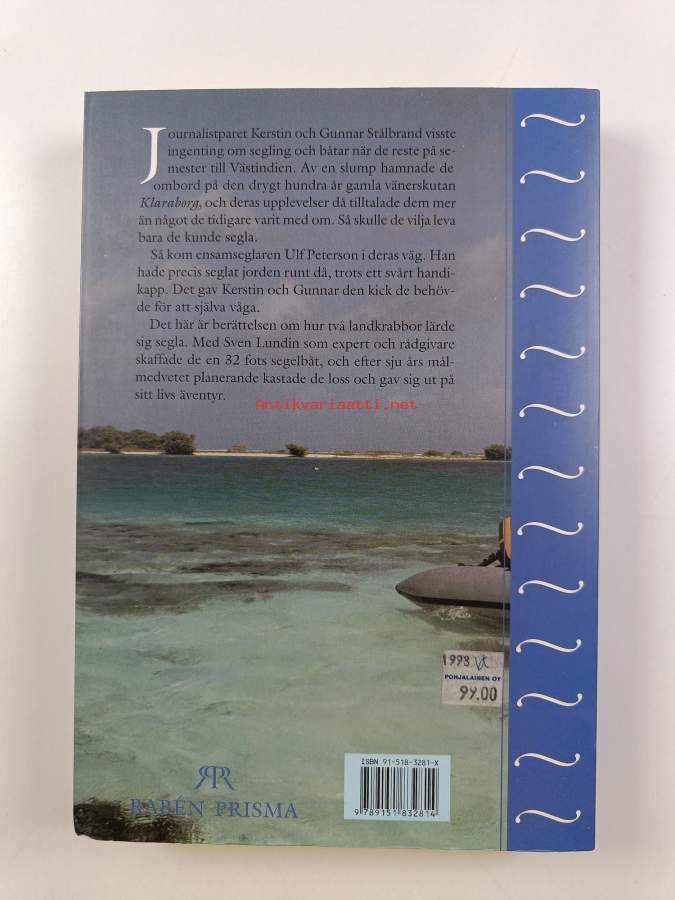 Journalistparet Kerstin och Gunnar Stålbrand visste
ingenting om segling och båtar när de reste på se-
mester till Västindien. Av en slump hamnade de
ombord på den drygt hundra år gamla vänerskutan
Klaraborg, och deras upplevelser då tilltalade dem mer
än något de tidigare varit med om. Så skulle de vilja leva
bara de kunde segla.
Så kom ensamseglaren Ulf Peterson i deras väg. Han
hade precis seglat jorden runt då, trots ett svårt handi-
kapp. Det gav Kerstin och Gunnar den kick de behöv-
de för att själva våga.
Det här är berättelsen om hur två landkrabbor lärde
sig segla. Med Sven Lundin som expert och rådgivare
skaffade de en 32 fots segelbåt, och efter sju års mål-
medvetet planerande kastade de loss och gav sig ut på
sitt livs äventyr.
Antikvariaatti.net
1998
POHJALAINEN OY
99.00
ISBN 91-518-3281-X
9 789151 832814
RABÉN PRISMA